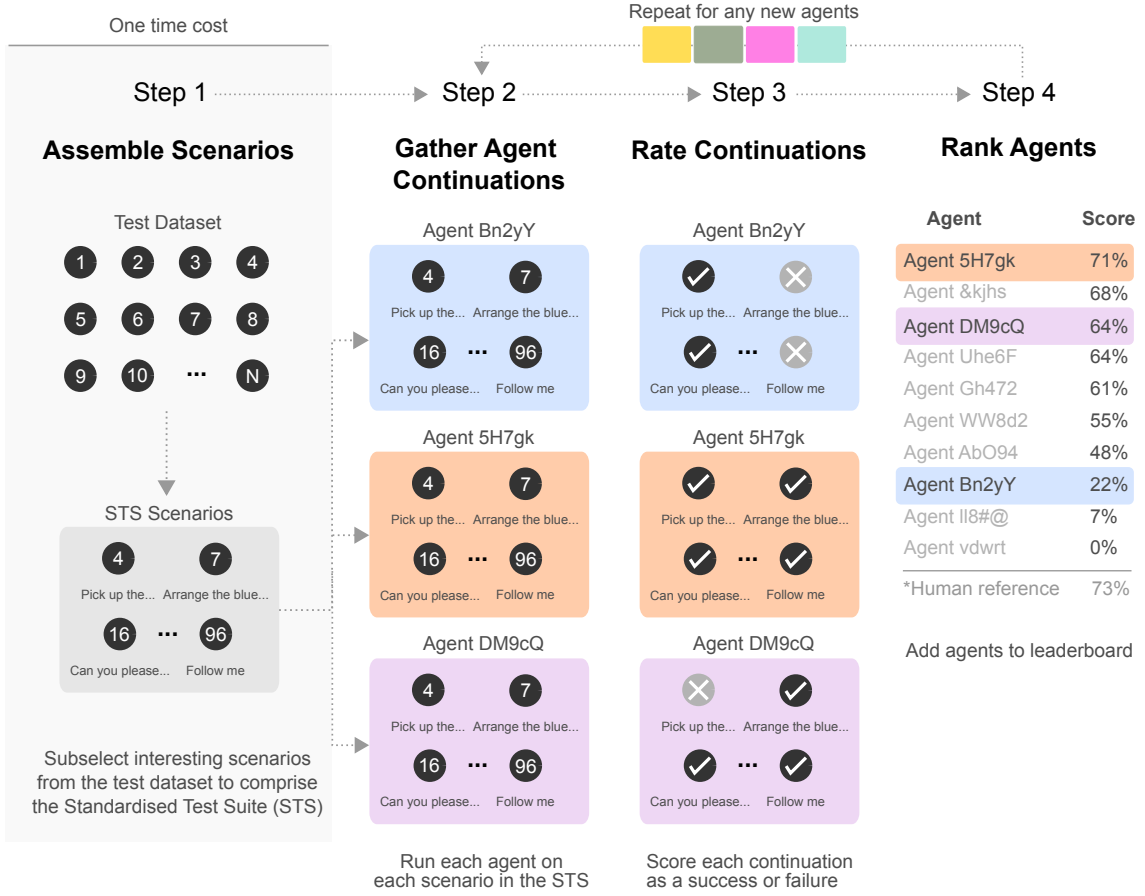 One time cost
Repeat for any new agents
Step 1
Step 2
Step 3
Step 4
Assemble Scenarios
Gather Agent
Continuations
Rate Continuations
Rank Agents
Test Dataset
1 2 3 4
5 6 7 8
9 10 ... N
STS Scenarios
4 7
Pick up the... Arrange the blue...
16 ... 96
Can you please... Follow me
Subselect interesting scenarios
from the test dataset to comprise
the Standardised Test Suite (STS)
Agent Bn2yY
4 7
Pick up the... Arrange the blue...
16 ... 96
Can you please... Follow me
Agent 5H7gk
4 7
Pick up the... Arrange the blue...
16 ... 96
Can you please... Follow me
Agent DM9cQ
4 7
Pick up the... Arrange the blue...
16 ... 96
Can you please... Follow me
Run each agent on
each scenario in the STS
Agent Bn2yY
Pick up the... Arrange the blue...
...
Can you please... Follow me
Agent 5H7gk
Pick up the... Arrange the blue...
...
Can you please... Follow me
Agent DM9cQ
Pick up the... Arrange the blue...
...
Can you please... Follow me
Score each continuation
as a success or failure
Agent Score
Agent 5H7gk 71%
Agent &kjhs 68%
Agent DM9cQ 64%
Agent Uhe6F 64%
Agent Gh472 61%
Agent WW8d2 55%
Agent AbO94 48%
Agent Bn2yY 22%
Agent ll8#@ 7%
Agent vdwrt 0%
*Human reference 73%
Add agents to leaderboard